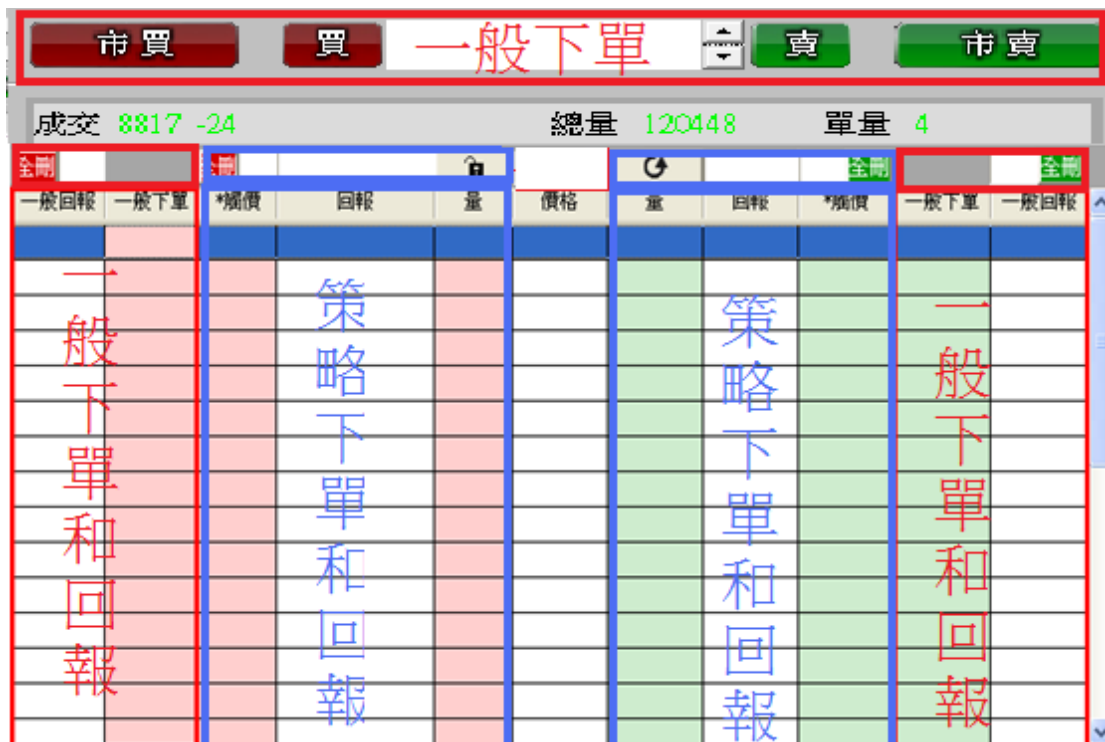 市買 買 一般下單 賣 市賣
成交 8817 -24 總量 120448 單量 4
全刪 全刪 全刪 全刪
一般回報 一般下單 *觸價 回報 量 價格 量 回報 *觸價 一般下單 一般回報
一般下單和回報
策略下單和回報
策略下單和回報
一般下單和回報